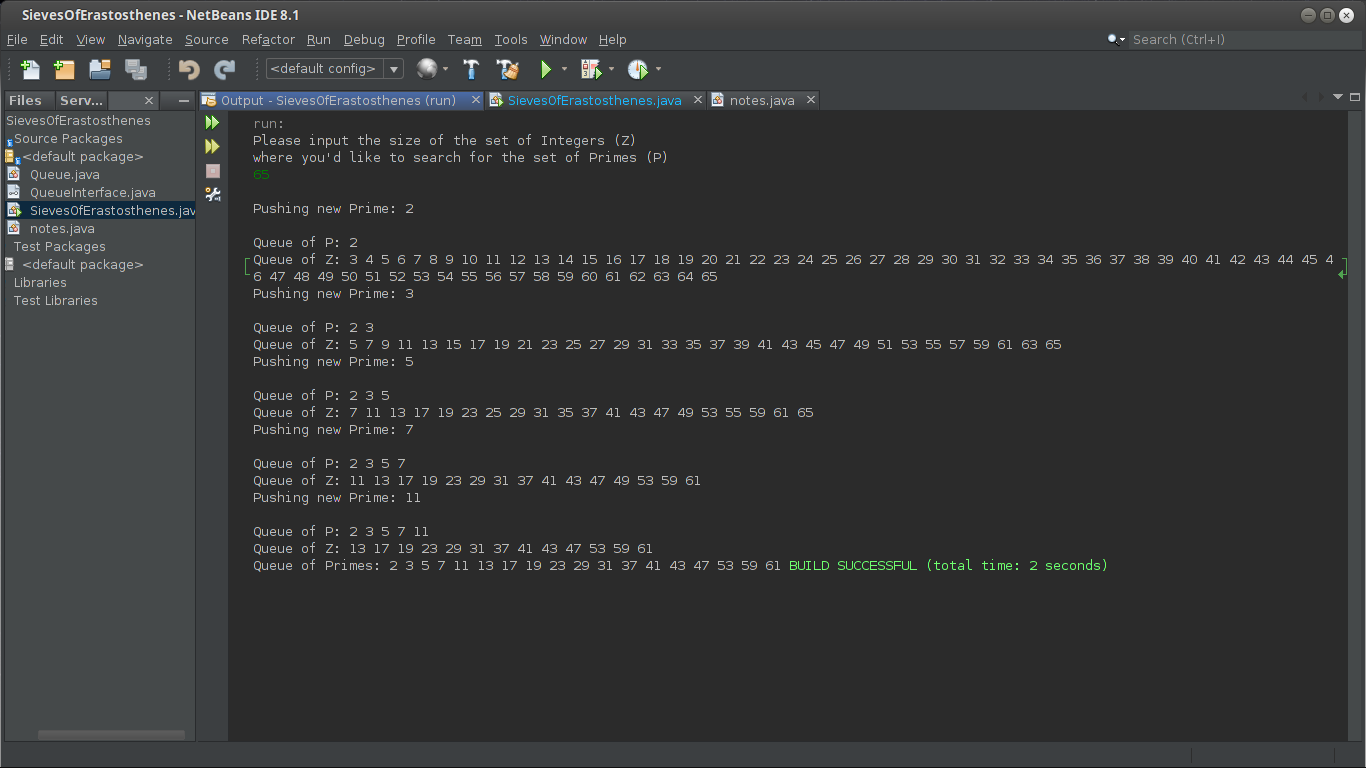 SievesOfErastosthenes - NetBeans IDE 8.1
File Edit View Navigate Source Refactor Run Debug Profile Team Tools Window Help
Search (Ctrl+I)
<default config>
Files Serv...
Output - SievesOfErastosthenes (run) SievesOfErastosthenes.java notes.java
SievesOfErastosthenes
Source Packages
<default package>
Queue.java
QueueInterface.java
SievesOfErastosthenes.jav
notes.java
Test Packages
<default package>
Libraries
Test Libraries
run:
Please input the size of the set of Integers (Z)
where you'd like to search for the set of Primes (P)
65
Pushing new Prime: 2
Queue of P: 2
Queue of Z: 3 4 5 6 7 8 9 10 11 12 13 14 15 16 17 18 19 20 21 22 23 24 25 26 27 28 29 30 31 32 33 34 35 36 37 38 39 40 41 42 43 44 45 4
6 47 48 49 50 51 52 53 54 55 56 57 58 59 60 61 62 63 64 65
Pushing new Prime: 3
Queue of P: 2 3
Queue of Z: 5 7 9 11 13 15 17 19 21 23 25 27 29 31 33 35 37 39 41 43 45 47 49 51 53 55 57 59 61 63 65
Pushing new Prime: 5
Queue of P: 2 3 5
Queue of Z: 7 11 13 17 19 23 25 29 31 35 37 41 43 47 49 53 55 59 61 65
Pushing new Prime: 7
Queue of P: 2 3 5 7
Queue of Z: 11 13 17 19 23 29 31 37 41 43 47 49 53 59 61
Pushing new Prime: 11
Queue of P: 2 3 5 7 11
Queue of Z: 13 17 19 23 29 31 37 41 43 47 53 59 61
Queue of Primes: 2 3 5 7 11 13 17 19 23 29 31 37 41 43 47 53 59 61 BUILD SUCCESSFUL (total time: 2 seconds)